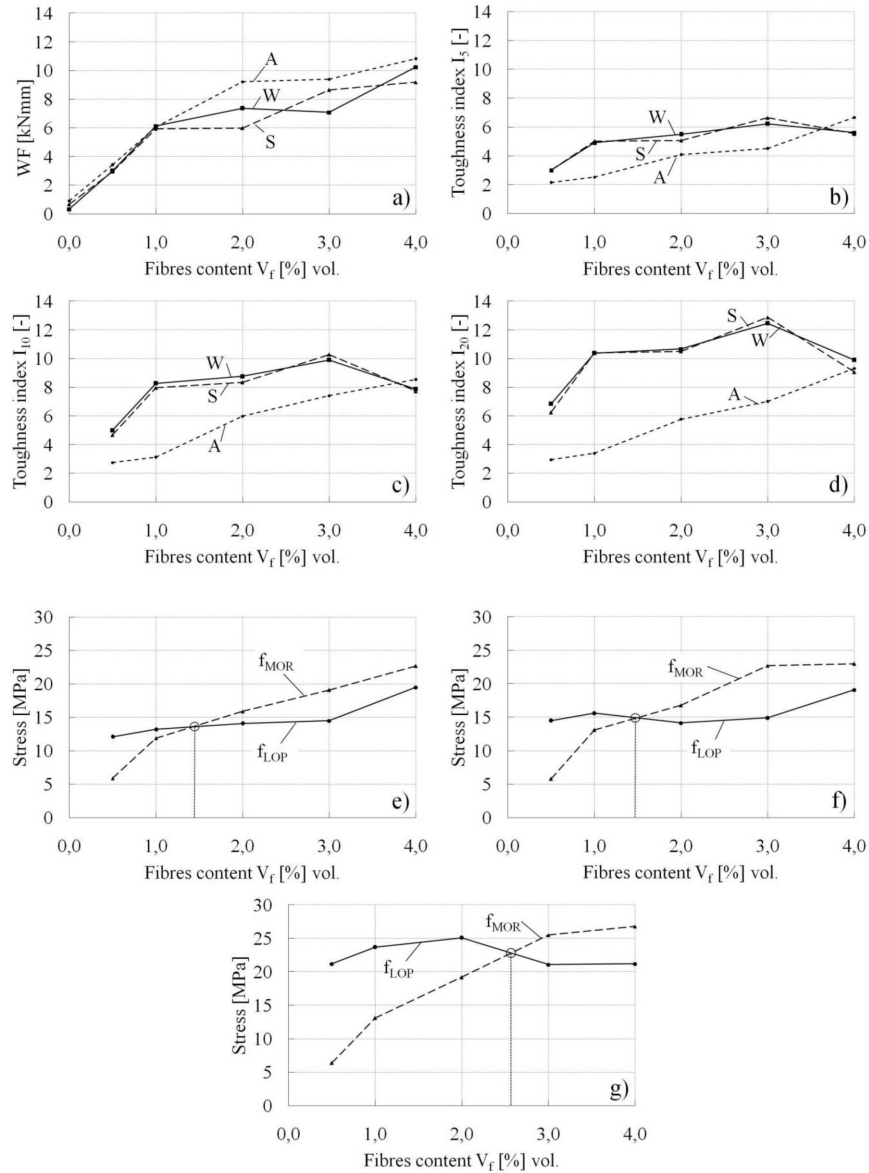 14
12
10
8
6
4
2
0
WF [kNmm]
A
W
S
a)
0,0 1,0 2,0 3,0 4,0
Fibres content V_f [%] vol.
14
12
10
8
6
4
2
0
Toughness index I_5 [-]
W
S
A
b)
0,0 1,0 2,0 3,0 4,0
Fibres content V_f [%] vol.
14
12
10
8
6
4
2
0
Toughness index I_10 [-]
W
S
A
c)
0,0 1,0 2,0 3,0 4,0
Fibres content V_f [%] vol.
14
12
10
8
6
4
2
0
Toughness index I_20 [-]
S
W
A
d)
0,0 1,0 2,0 3,0 4,0
Fibres content V_f [%] vol.
30
25
20
15
10
5
0
Stress [MPa]
f_MOR
f_LOP
e)
0,0 1,0 2,0 3,0 4,0
Fibres content V_f [%] vol.
30
25
20
15
10
5
0
Stress [MPa]
f_MOR
f_LOP
f)
0,0 1,0 2,0 3,0 4,0
Fibres content V_f [%] vol.
30
25
20
15
10
5
0
Stress [MPa]
f_MOR
f_LOP
g)
0,0 1,0 2,0 3,0 4,0
Fibres content V_f [%] vol.